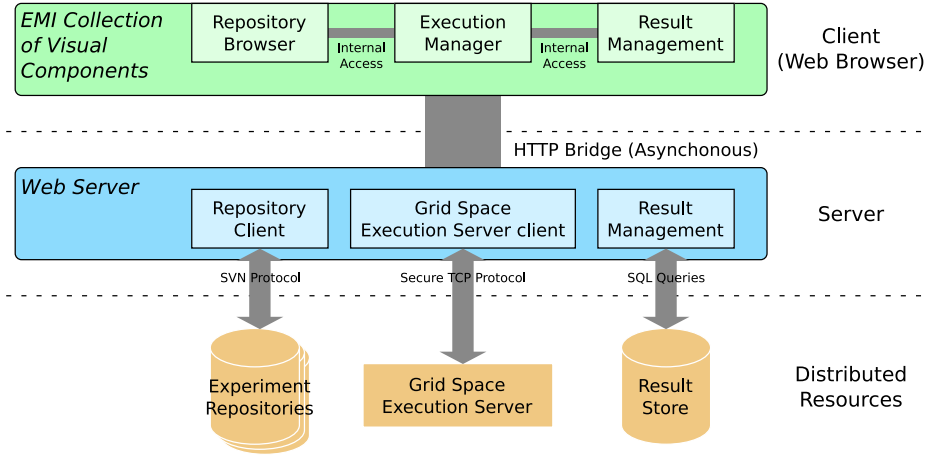 EMI Collection
of Visual
Components
Repository
Browser
Internal
Access
Execution
Manager
Internal
Access
Result
Management
Client
(Web Browser)
HTTP Bridge (Asynchonous)
Web Server
Repository
Client
Grid Space
Execution Server client
Result
Management
Server
SVN Protocol
Secure TCP Protocol
SQL Queries
Experiment
Repositories
Grid Space
Execution Server
Result
Store
Distributed
Resources